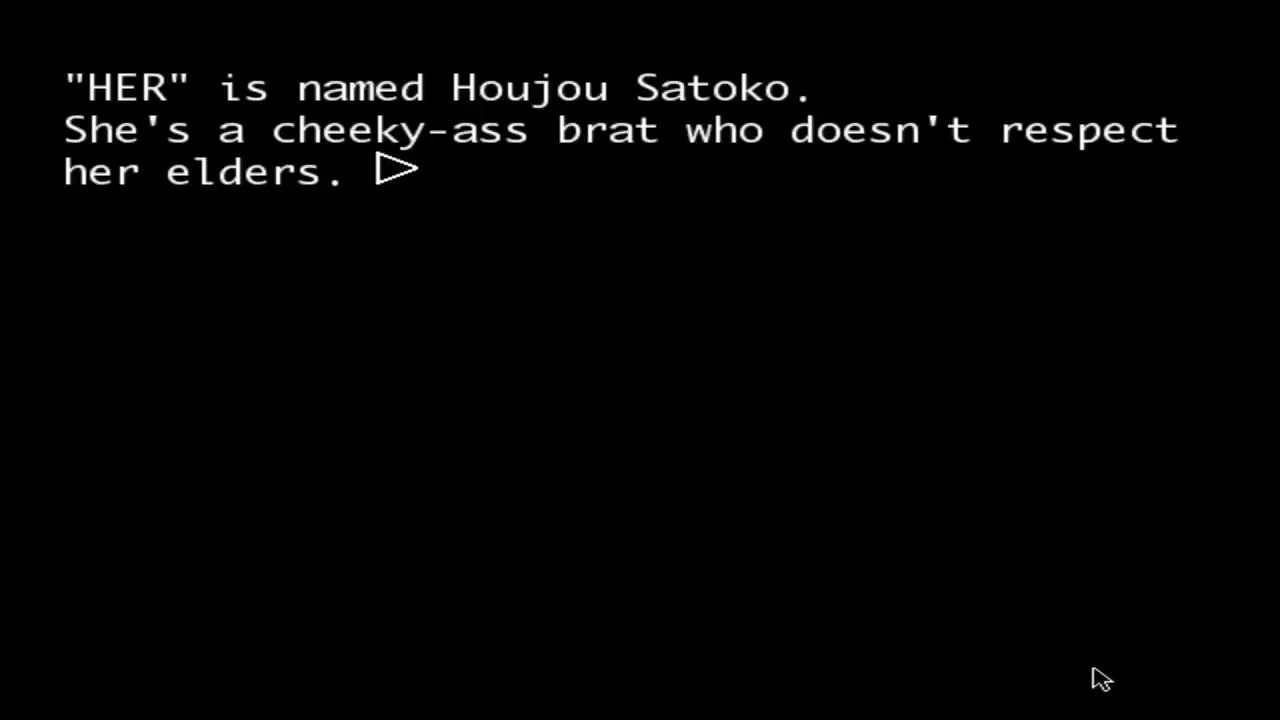 "HER" is named Houjou Satoko.
She's a cheeky-ass brat who doesn't respect
her elders.